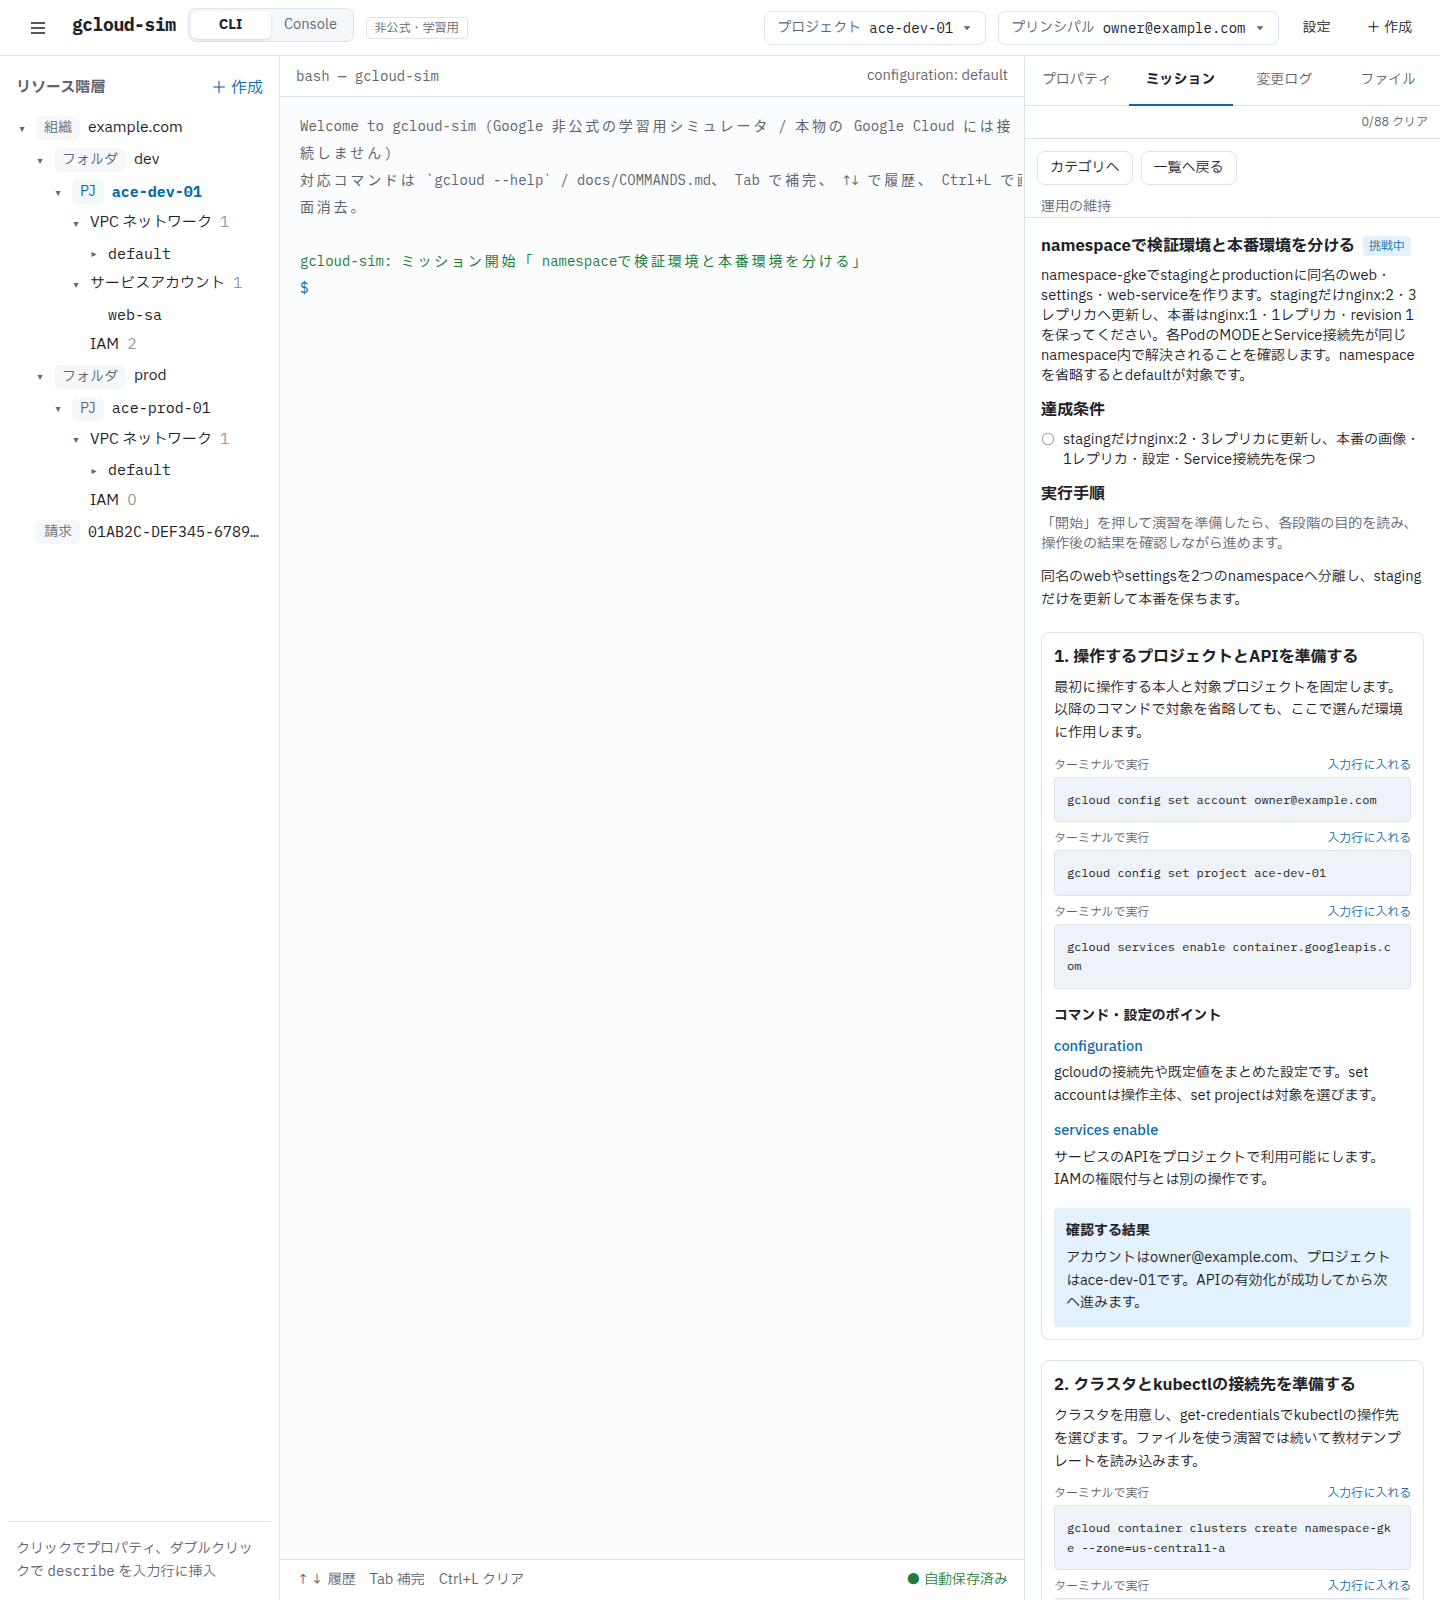 gcloud-sim CLI Console 非公式・学習用 プロジェクト ace-dev-01 プリンシパル owner@example.com 設定 ＋ 作成
リソース階層 ＋ 作成
組織 example.com
フォルダ dev
PJ ace-dev-01
VPC ネットワーク 1
default
サービスアカウント 1
web-sa
IAM 2
フォルダ prod
PJ ace-prod-01
VPC ネットワーク 1
default
IAM 0
請求 01AB2C-DEF345-6789…
クリックでプロパティ、ダブルクリッ
クで describe を入力行に挿入
bash — gcloud-sim configuration: default
Welcome to gcloud-sim (Google 非公式の学習用シミュレータ / 本物の Google Cloud には接
続しません)
対応コマンドは `gcloud --help` / docs/COMMANDS.md、 Tab で補完、 ↑↓ で履歴、 Ctrl+L で画
面消去。
gcloud-sim: ミッション開始「 namespaceで検証環境と本番環境を分ける」
$
↑ ↓ 履歴 Tab 補完 Ctrl+L クリア ● 自動保存済み
プロパティ ミッション 変更ログ ファイル
0/88 クリア
カテゴリへ 一覧へ戻る
運用の維持
namespaceで検証環境と本番環境を分ける 挑戦中
namespace-gkeでstagingとproductionに同名のweb・
settings・web-serviceを作ります。stagingだけnginx:2・3
レプリカへ更新し、本番はnginx:1・1レプリカ・revision 1
を保ってください。各PodのMODEとService接続先が同じ
namespace内で解決されることを確認します。namespace
を省略するとdefaultが対象です。
達成条件
○ stagingだけnginx:2・3レプリカに更新し、本番の画像・
1レプリカ・設定・Service接続先を保つ
実行手順
「開始」を押して演習を準備したら、各段階の目的を読み、
操作後の結果を確認しながら進めます。
同名のwebやsettingsを2つのnamespaceへ分離し、staging
だけを更新して本番を保ちます。
1. 操作するプロジェクトとAPIを準備する
最初に操作する本人と対象プロジェクトを固定します。
以降のコマンドで対象を省略しても、ここで選んだ環境
に作用します。
ターミナルで実行 入力行に入れる
gcloud config set account owner@example.com
ターミナルで実行 入力行に入れる
gcloud config set project ace-dev-01
ターミナルで実行 入力行に入れる
gcloud services enable container.googleapis.c
om
コマンド・設定のポイント
configuration
gcloudの接続先や既定値をまとめた設定です。set
accountは操作主体、set projectは対象を選びます。
services enable
サービスのAPIをプロジェクトで利用可能にします。
IAMの権限付与とは別の操作です。
確認する結果
アカウントはowner@example.com、プロジェクト
はace-dev-01です。APIの有効化が成功してから次
へ進みます。
2. クラスタとkubectlの接続先を準備する
クラスタを用意し、get-credentialsでkubectlの操作先
を選びます。ファイルを使う演習では続いて教材テンプ
レートを読み込みます。
ターミナルで実行 入力行に入れる
gcloud container clusters create namespace-gk
e --zone=us-central1-a
ターミナルで実行 入力行に入れる